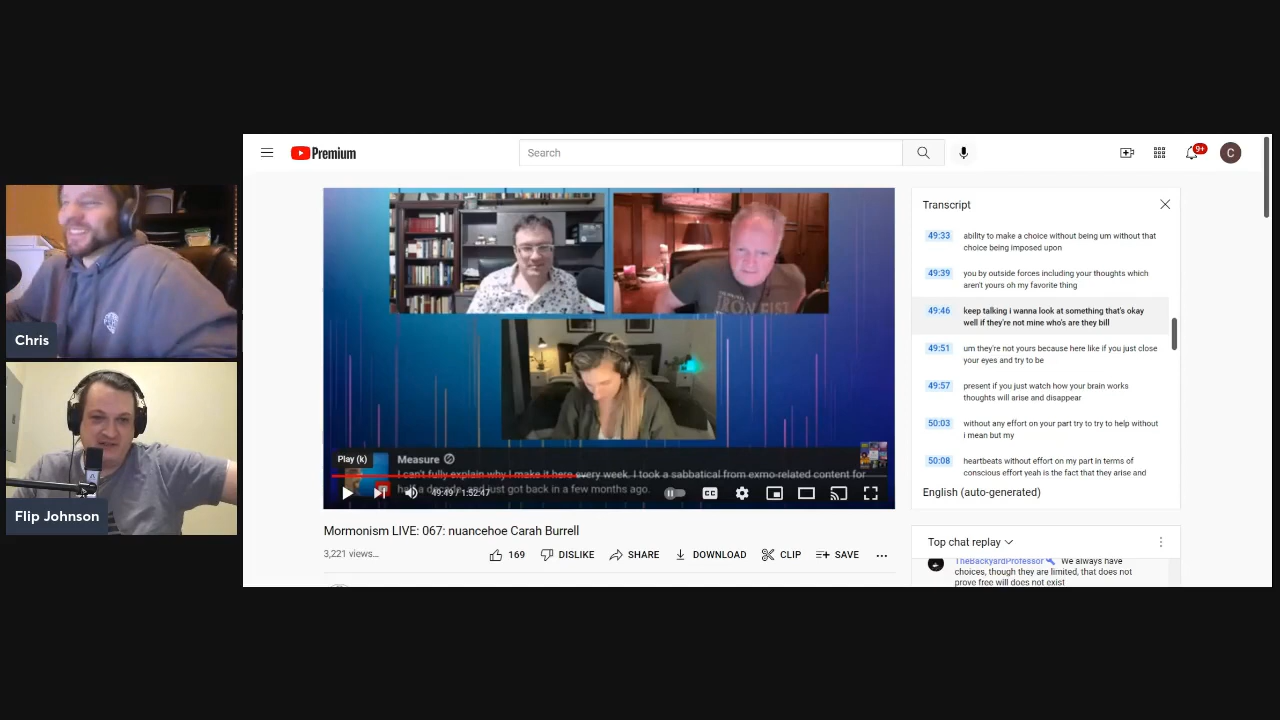 Chris
Flip Johnson
Premium
Search
9+
C
IRON FIST
Play (k)
Measure
I can't fully explain why I make it here every week. I took a sabbatical from exmo-related content for
half a decade, and just got back in a few months ago.
49:49 / 1:52:47
CC
Mormonism LIVE: 067: nuancehoe Carah Burrell
3,221 views...
169
DISLIKE
SHARE
DOWNLOAD
CLIP
SAVE
Transcript
49:33
ability to make a choice without being um without that
choice being imposed upon
49:39
you by outside forces including your thoughts which
aren't yours oh my favorite thing
49:46
keep talking i wanna look at something that's okay
well if they're not mine who's are they bill
49:51
um they're not yours because here like if you just close
your eyes and try to be
49:57
present if you just watch how your brain works
thoughts will arise and disappear
50:03
without any effort on your part try to try to help without
i mean but my
50:08
heartbeats without effort on my part in terms of
conscious effort yeah is the fact that they arise and
English (auto-generated)
Top chat replay
TheBackyardProfessor We always have
choices, though they are limited, that does not
prove free will does not exist